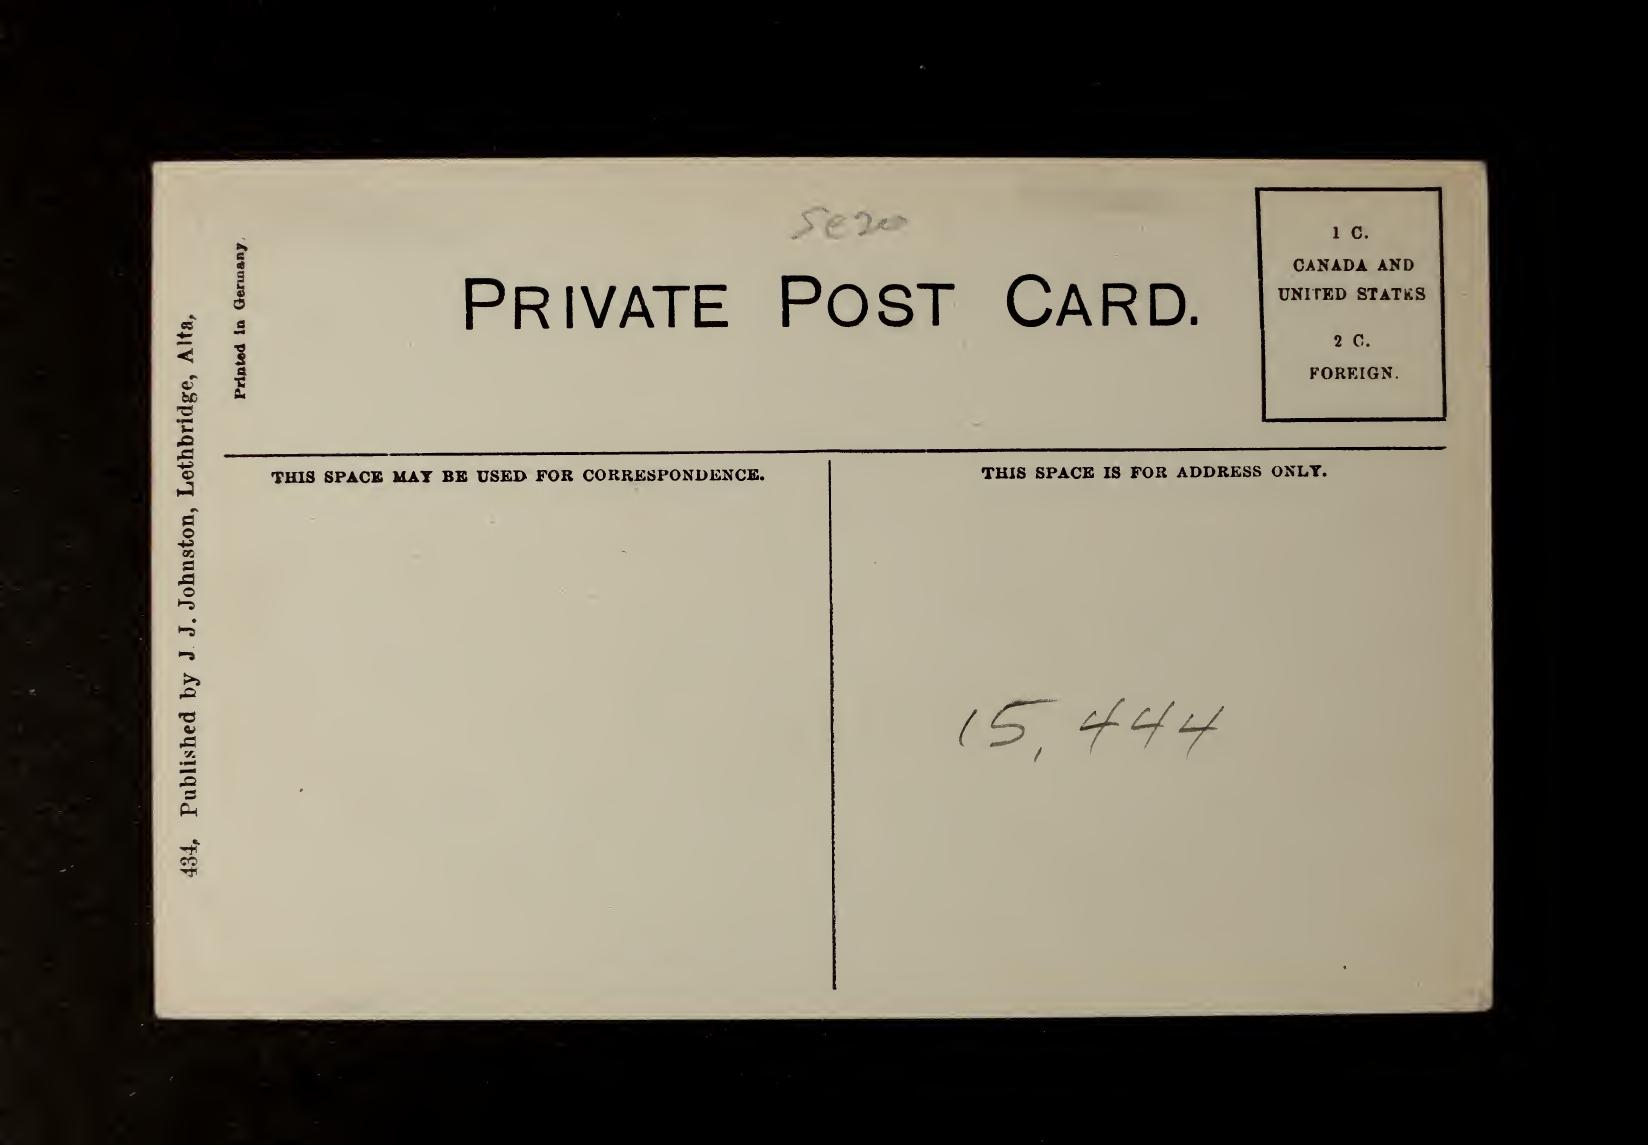 434, Published by J. J. Johnston, Lethbridge, Alta,
Printed in Germany.
PRIVATE POST CARD.
1 C.
CANADA AND
UNITED STATES
2 C.
FOREIGN.
THIS SPACE MAY BE USED FOR CORRESPONDENCE.
THIS SPACE IS FOR ADDRESS ONLY.
15,444